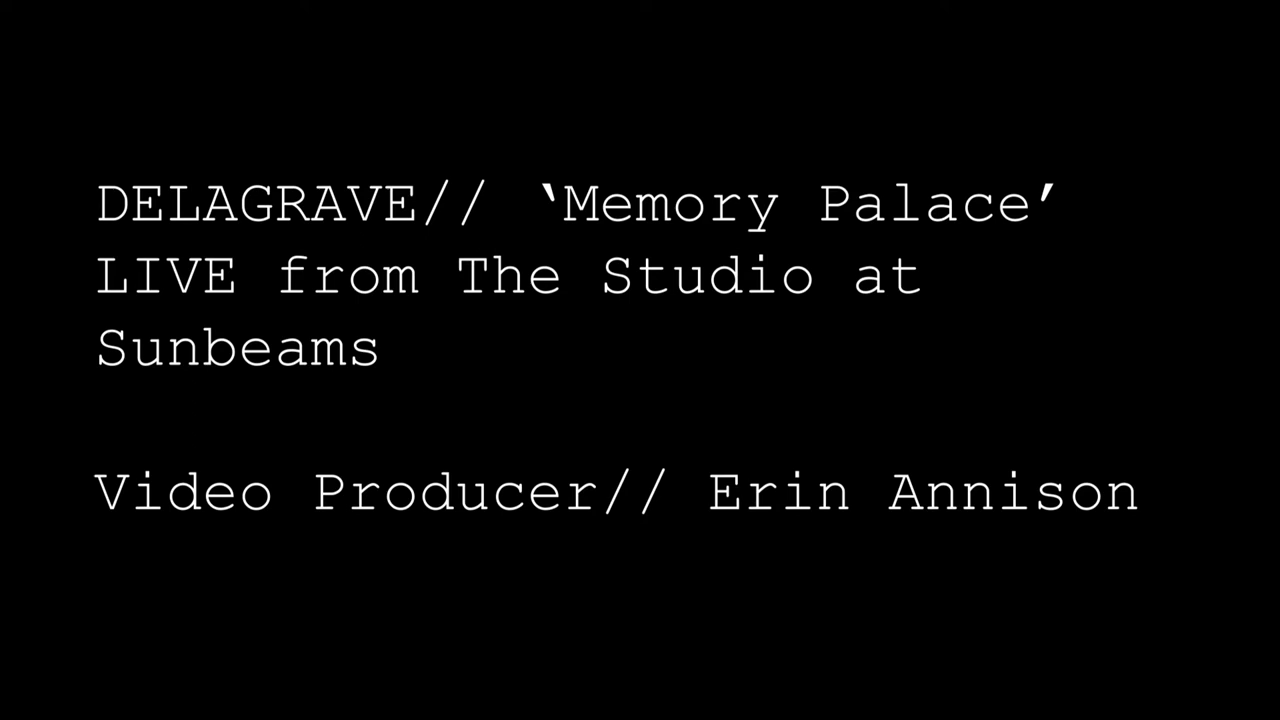 DELAGRAVE// ‘Memory Palace’
LIVE from The Studio at
Sunbeams
Video Producer// Erin Annison